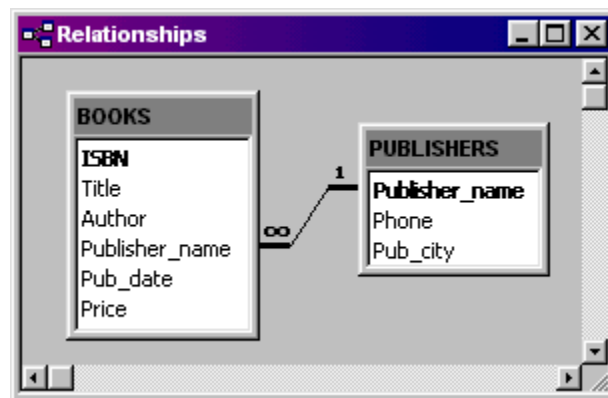 Relationships
BOOKS
ISBN
Title
Author
Publisher_name
Pub_date
Price
∞
1
PUBLISHERS
Publisher_name
Phone
Pub_city